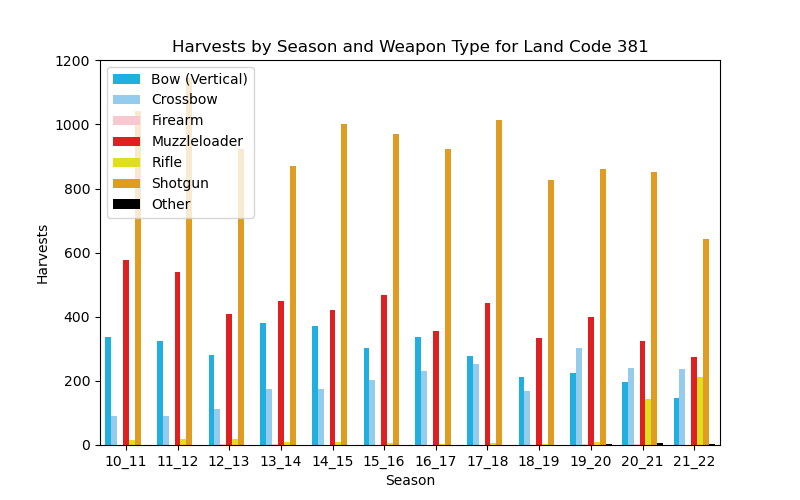 Harvests by Season and Weapon Type for Land Code 381
1200
1000
800
600
400
200
0
Harvests
Bow (Vertical)
Crossbow
Firearm
Muzzleloader
Rifle
Shotgun
Other
10_11 11_12 12_13 13_14 14_15 15_16 16_17 17_18 18_19 19_20 20_21 21_22
Season